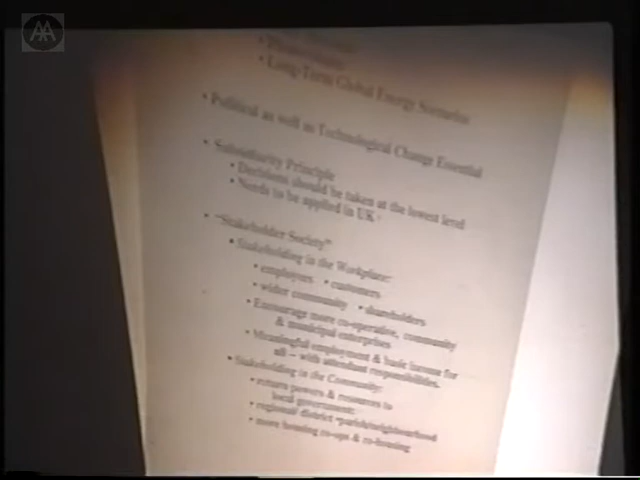 AA
• Long-Term Global Energy Scenarios
• Political as well as Technological Change Essential
• Subsidiarity Principle
• Decisions should be taken at the lowest level
• Needs to be applied in UK
• "Stakeholder Society"
• Stakeholding in the Workplace:
• employees • customers
• wider community • shareholders
• Encourage more co-operative, community
& municipal enterprises
• Meaningful employment & basic income for
all – with attendant responsibilities.
• Stakeholding in the Community:
• return powers & resources to
local government:
• regional/ district /parish/neighbourhood
• more housing co-ops & co-housing